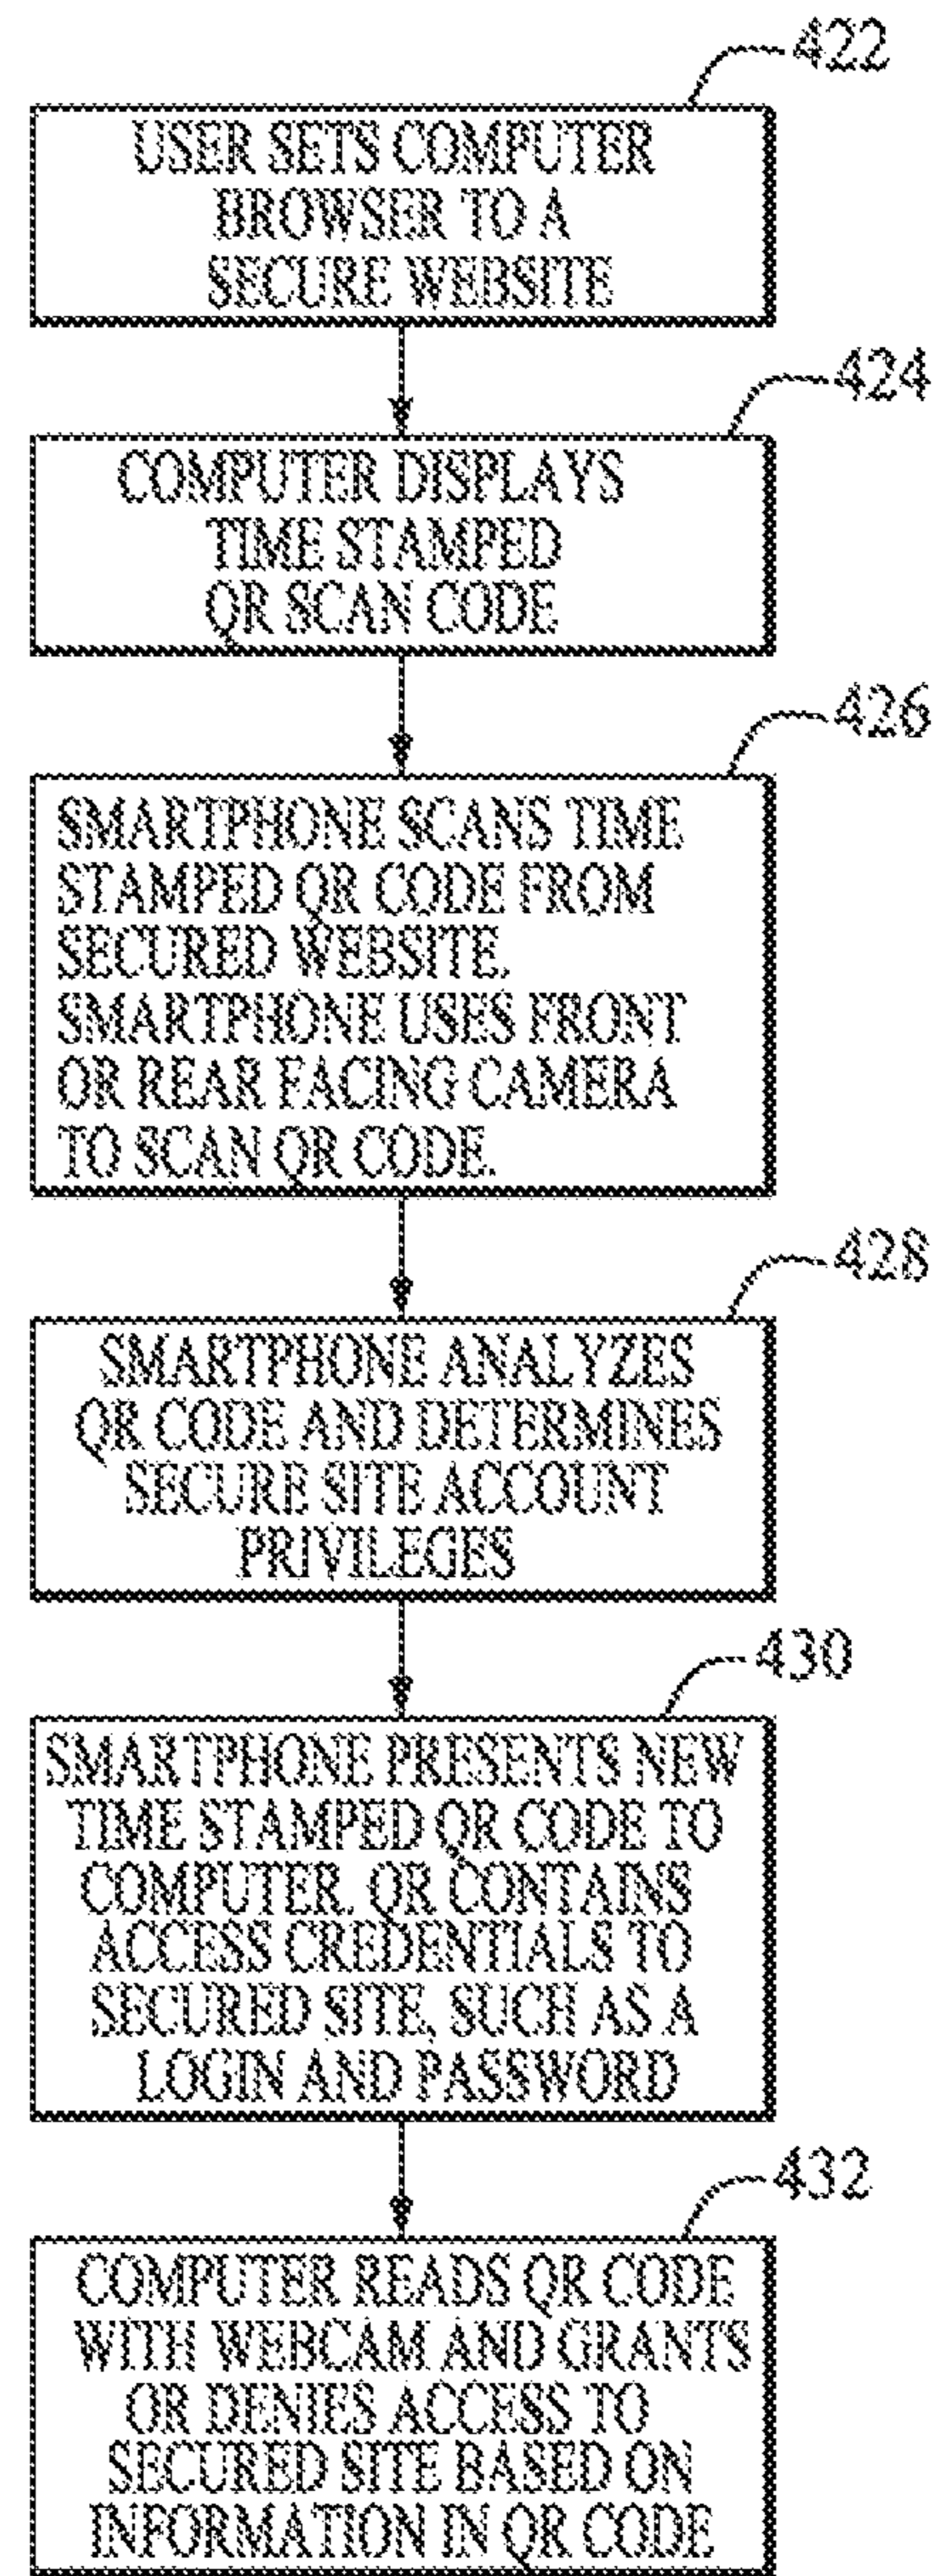 422
USER SETS COMPUTER
BROWSER TO A
SECURE WEBSITE
424
COMPUTER DISPLAYS
TIME STAMPED
QR SCAN CODE
426
SMARTPHONE SCANS TIME
STAMPED QR CODE FROM
SECURED WEBSITE.
SMARTPHONE USES FRONT
OR REAR FACING CAMERA
TO SCAN QR CODE.
428
SMARTPHONE ANALYZES
QR CODE AND DETERMINES
SECURE SITE ACCOUNT
PRIVILEGES
430
SMARTPHONE PRESENTS NEW
TIME STAMPED QR CODE TO
COMPUTER. QR CONTAINS
ACCESS CREDENTIALS TO
SECURED SITE, SUCH AS A
LOGIN AND PASSWORD
432
COMPUTER READS QR CODE
WITH WEBCAM AND GRANTS
OR DENIES ACCESS TO
SECURED SITE BASED ON
INFORMATION IN QR CODE